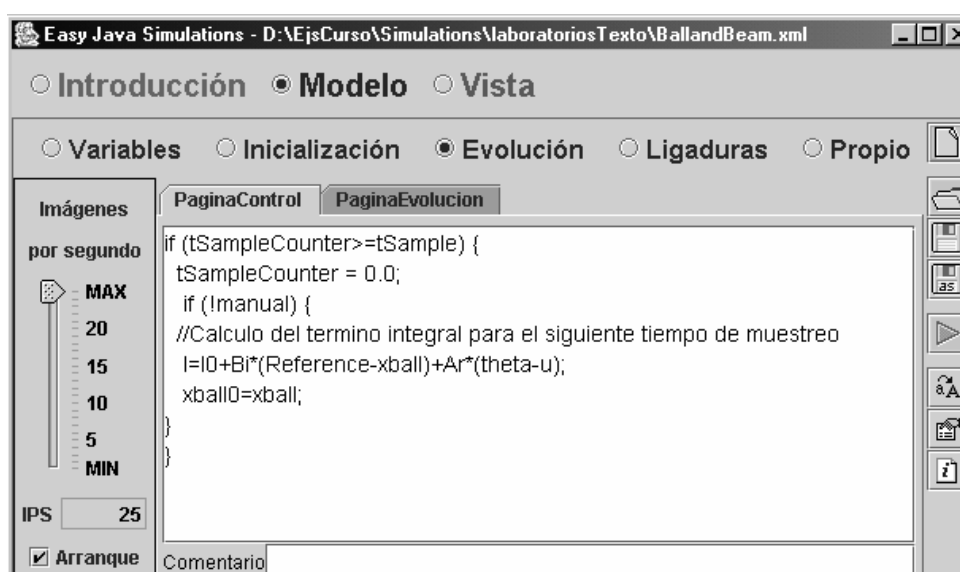 Easy Java Simulations - D:\EjsCurso\Simulations\laboratoriosTexto\BallandBeam.xml
Introducción Modelo Vista
Variables Inicialización Evolución Ligaduras Propio
Imágenes
por segundo
MAX
20
15
10
5
MIN
IPS 25
Arranque
PaginaControl PaginaEvolucion
if (tSampleCounter>=tSample) {
tSampleCounter = 0.0;
if (!manual) {
//Calculo del termino integral para el siguiente tiempo de muestreo
I=I0+Bi*(Reference-xball)+Ar*(theta-u);
xball0=xball;
}
}
Comentario
as
aA
i